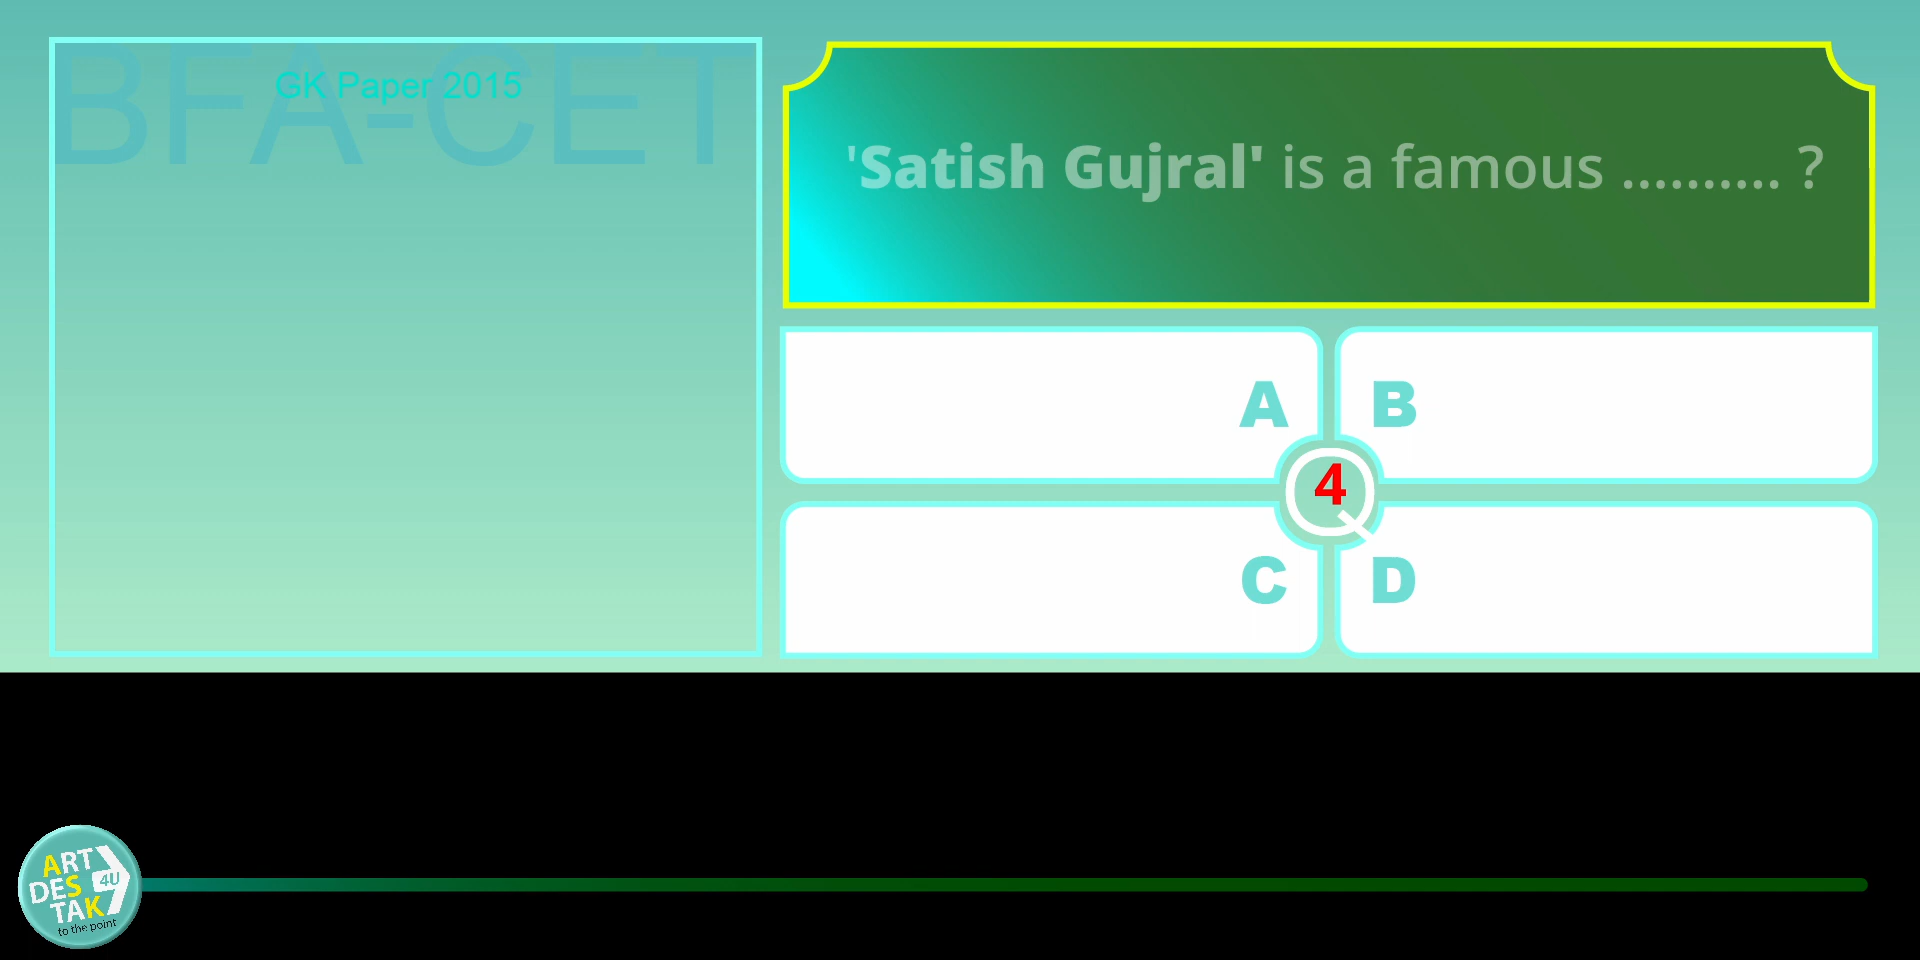 BFA-CET
GK Paper 2015
'Satish Gujral' is a famous .......... ?
A
B
4
Q
C
D
ART
DES
4U
TAK
to the point